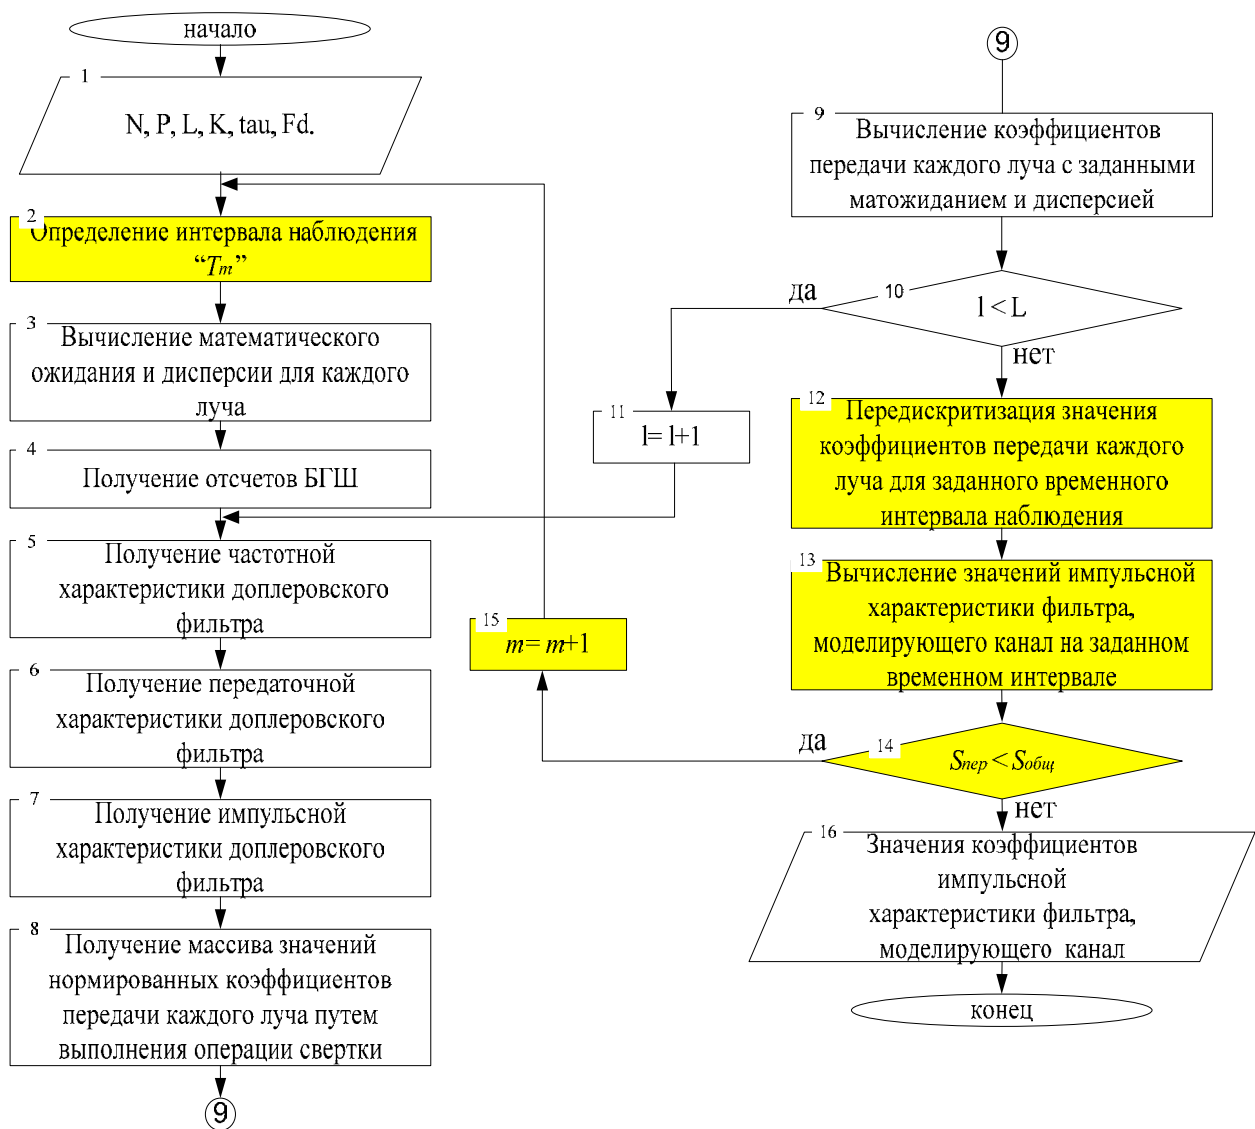 начало
1
N, P, L, K, tau, Fd.
2
Определение интервала наблюдения
“Tm”
3
Вычисление математического
ожидания и дисперсии для каждого
луча
4
Получение отсчетов БГШ
5
Получение частотной
характеристики доплеровского
фильтра
6
Получение передаточной
характеристики доплеровского
фильтра
7
Получение импульсной
характеристики доплеровского
фильтра
8
Получение массива значений
нормированных коэффициентов
передачи каждого луча путем
выполнения операции свертки
9
9
9
Вычисление коэффициентов
передачи каждого луча с заданными
матожиданием и дисперсией
10
l < L
да
нет
11
l= l+1
12
Передискритизация значения
коэффициентов передачи каждого
луча для заданного временного
интервала наблюдения
13
Вычисление значений импульсной
характеристики фильтра,
моделирующего канал на заданном
временном интервале
14
Sпер < Sобщ
да
нет
15
m= m+1
16
Значения коэффициентов
импульсной
характеристики фильтра,
моделирующего канал
конец